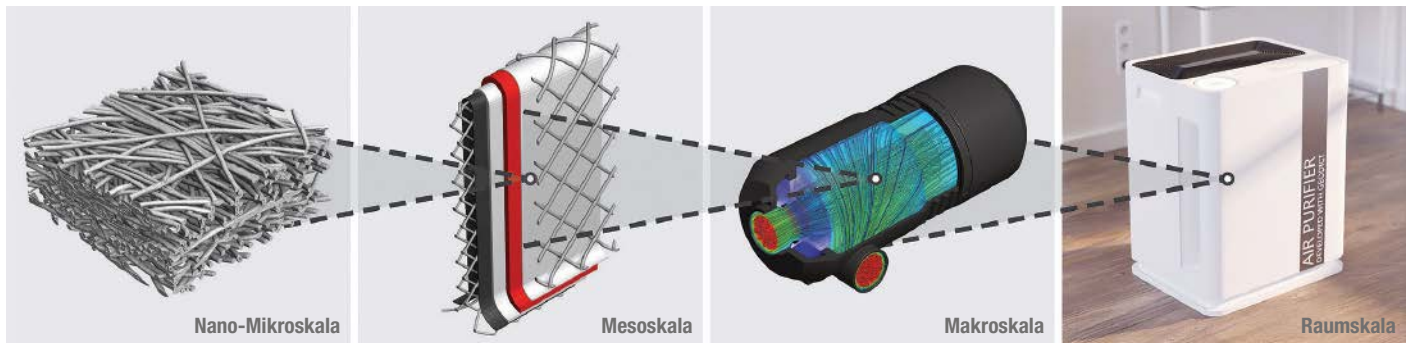 Nano-Mikroskala
Mesoskala
Makroskala
Raumskala
AIR PURIFIER
DEVELOPED WITH GEODICT